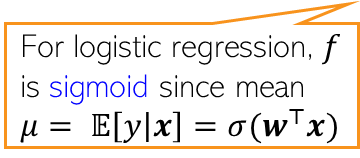 For logistic regression, 𝒇
is sigmoid since mean
𝜇 = 𝔼[𝑦|𝒙] = 𝜎(𝒘⊤𝒙)